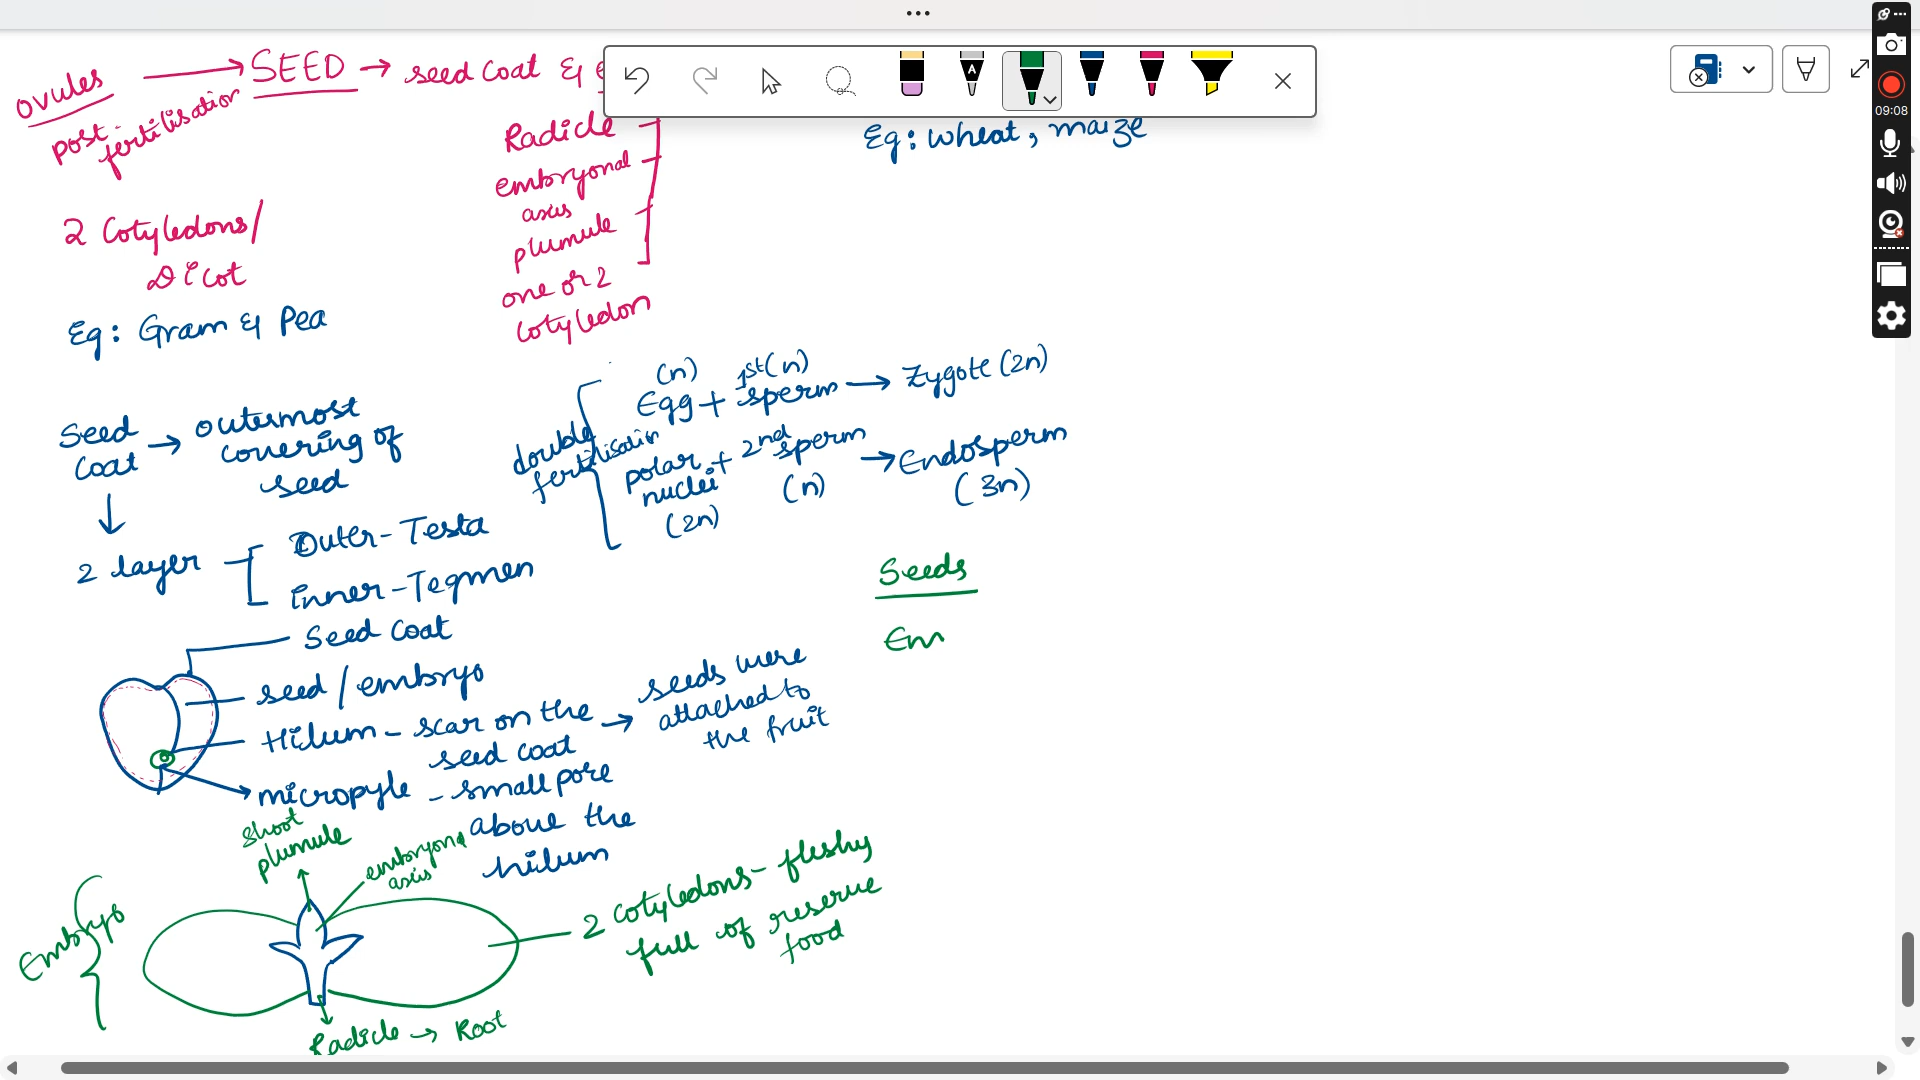 ovules → SEED → seed coat &
post-
fertilisation
Radicle
embryonal
axis
plumule
one or 2
cotyledon
Eg: wheat, maize
2 Cotyledons/
Dicot
Eg: Gram & Pea
Seed
coat → outermost
covering of
seed
2 layer
Outer-Testa
Inner-Tegmen
double
fertilisation
(n) 1st (n)
Egg + sperm → Zygote (2n)
polar
nuclei + 2nd sperm → Endosperm
(2n) (n) (3n)
Seed coat
seed / embryo
Hilum - scar on the
seed coat → seeds were
attached to
the fruit
micropyle - small pore
above the
hilum
Seeds
Em
shoot
plumule
embryona
axis
Embryo
2 cotyledons - fleshy
full of reserve
food
Radicle → Root
A
09:08